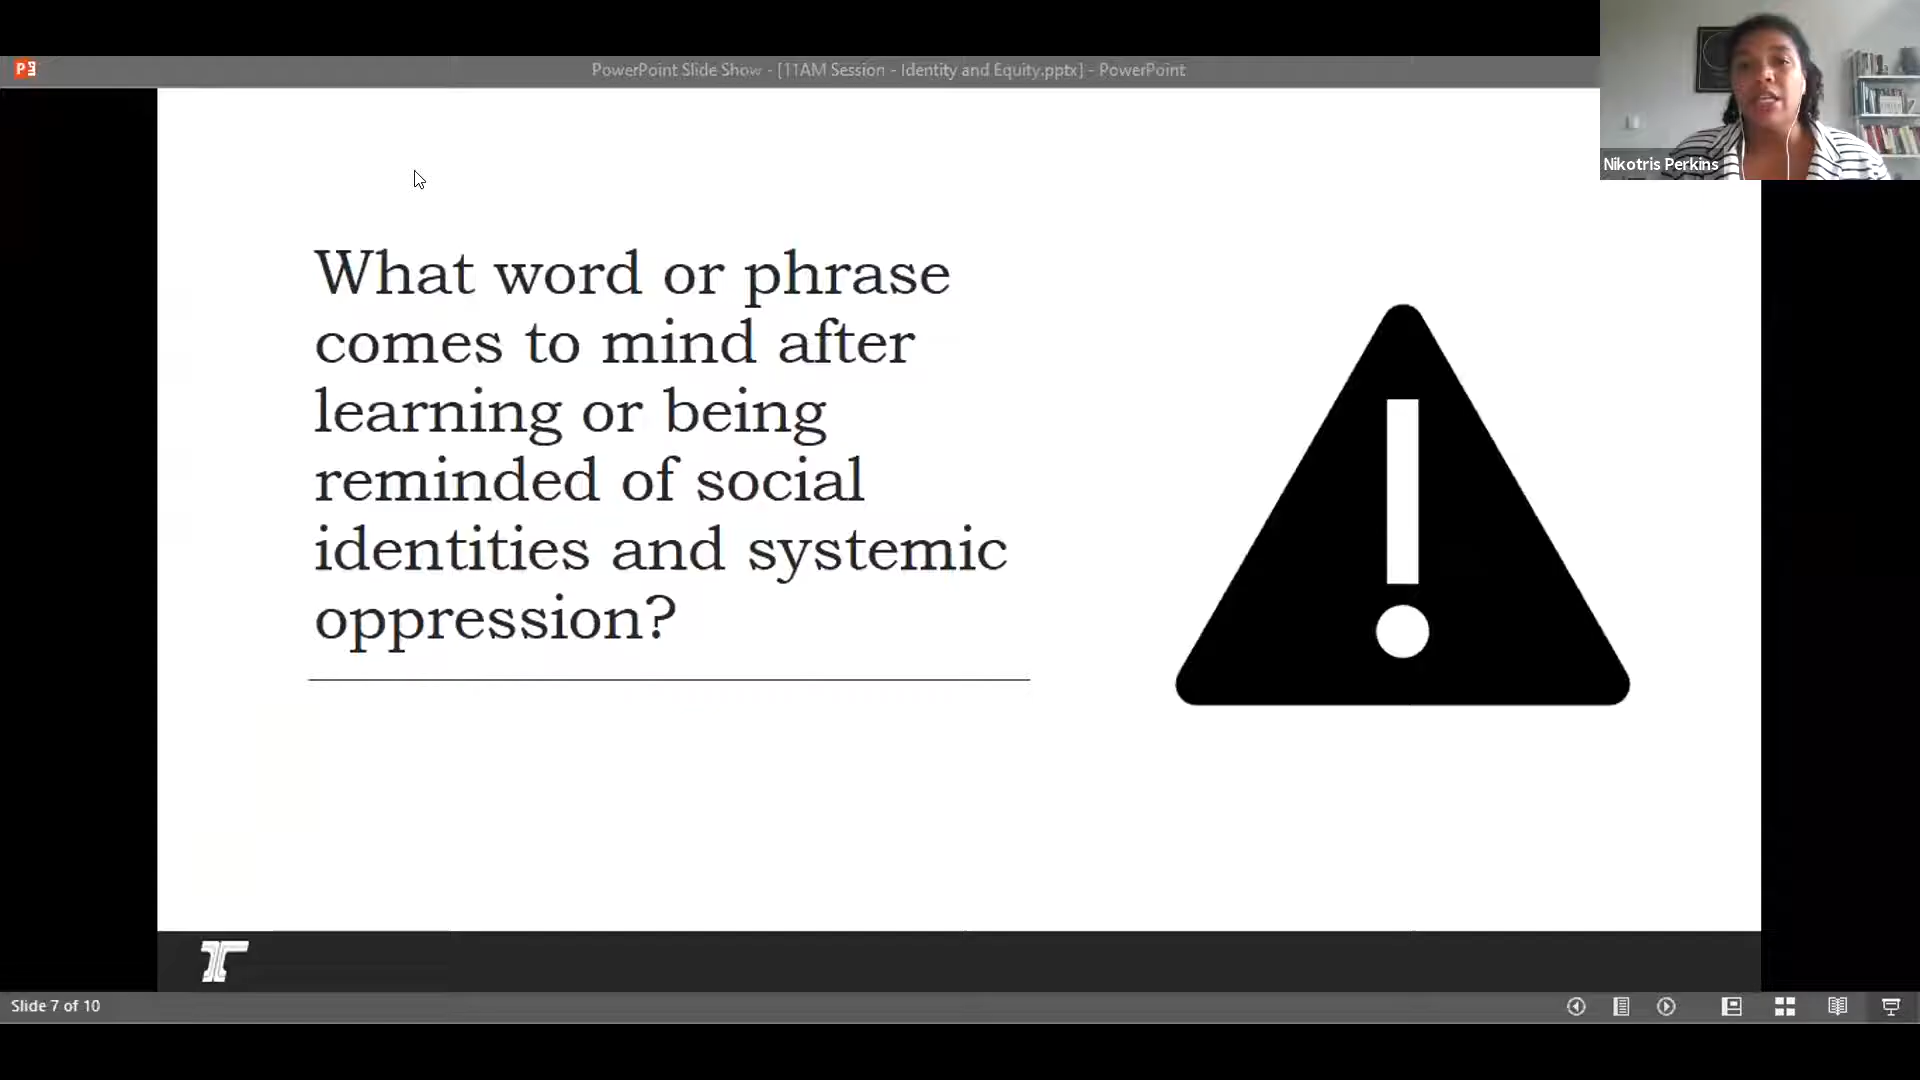 PowerPoint Slide Show - [11AM Session - Identity and Equity.pptx] - PowerPoint
Nikotris Perkins
What word or phrase
comes to mind after
learning or being
reminded of social
identities and systemic
oppression?
Slide 7 of 10